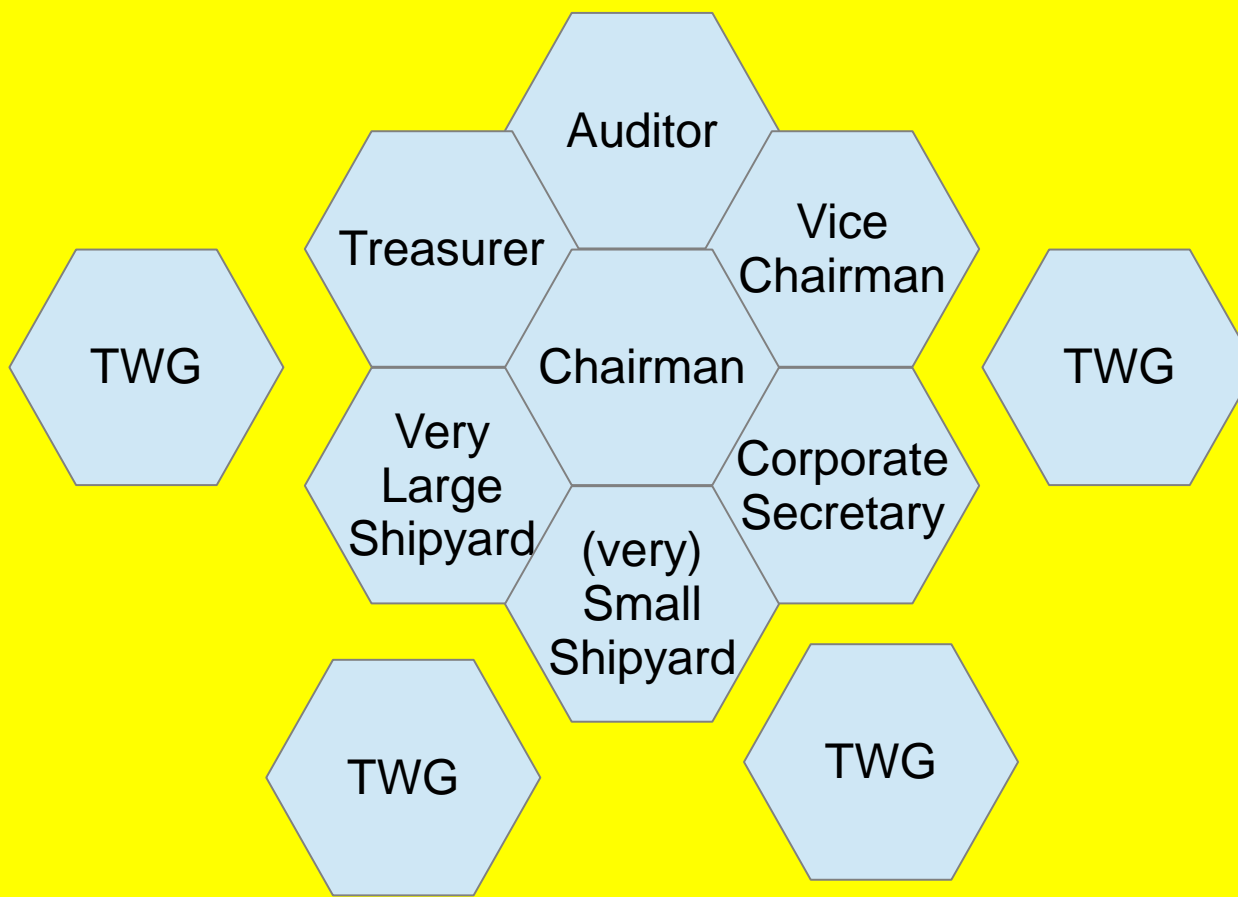 Auditor
Treasurer
Vice
Chairman
TWG
Chairman
TWG
Very
Large
Shipyard
Corporate
Secretary
(very)
Small
Shipyard
TWG
TWG